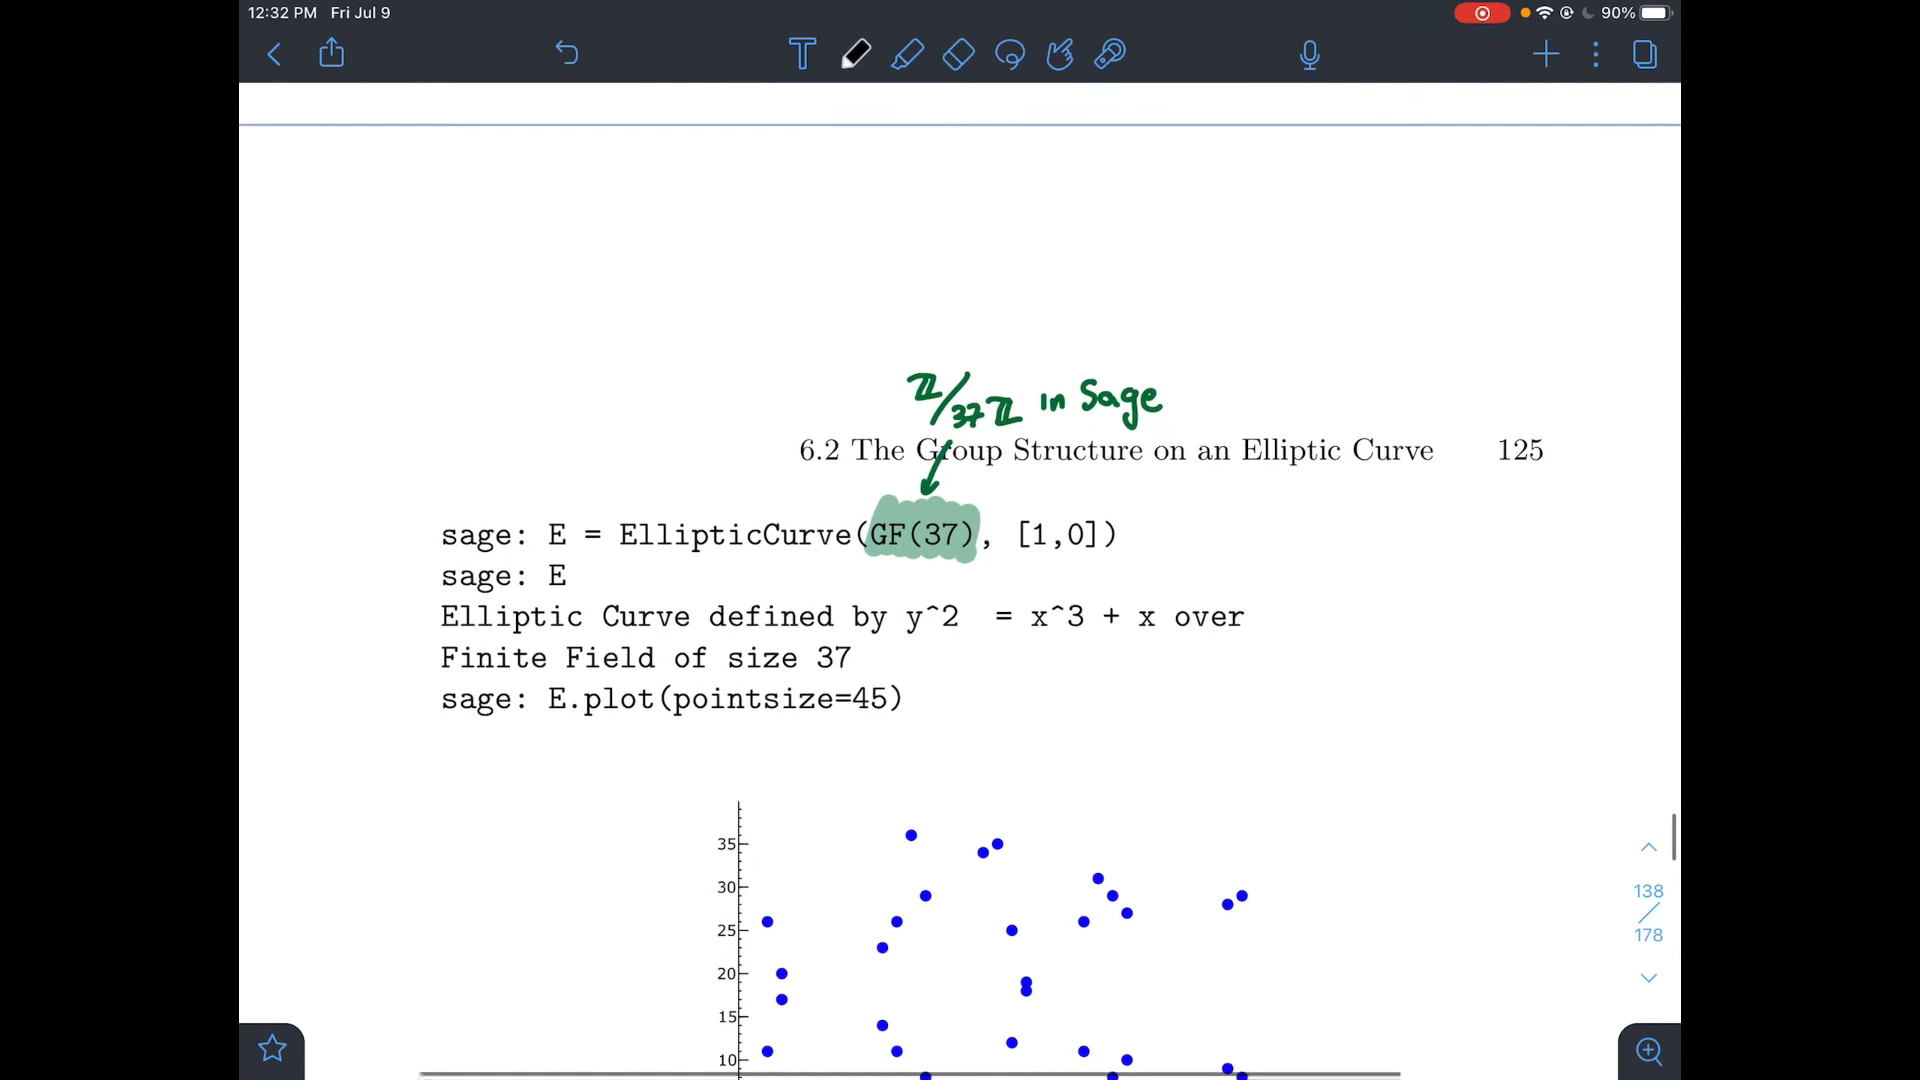 12:32 PM Fri Jul 9
90%
ℤ/37ℤ in Sage
6.2 The Group Structure on an Elliptic Curve 125
sage: E = EllipticCurve(GF(37), [1,0])
sage: E
Elliptic Curve defined by y^2 = x^3 + x over
Finite Field of size 37
sage: E.plot(pointsize=45)
35
30
25
20
15
10
138
178